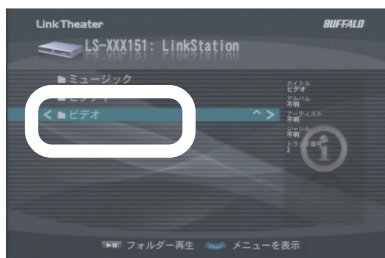 LinkTheater
BUFFALO
LS-XXX151: LinkStation
ミュージック
ビデオ
タイトル
ビデオ
アルバム
不明
アーティスト
不明
ジャンル
不明
フォルダー再生 メニューを表示